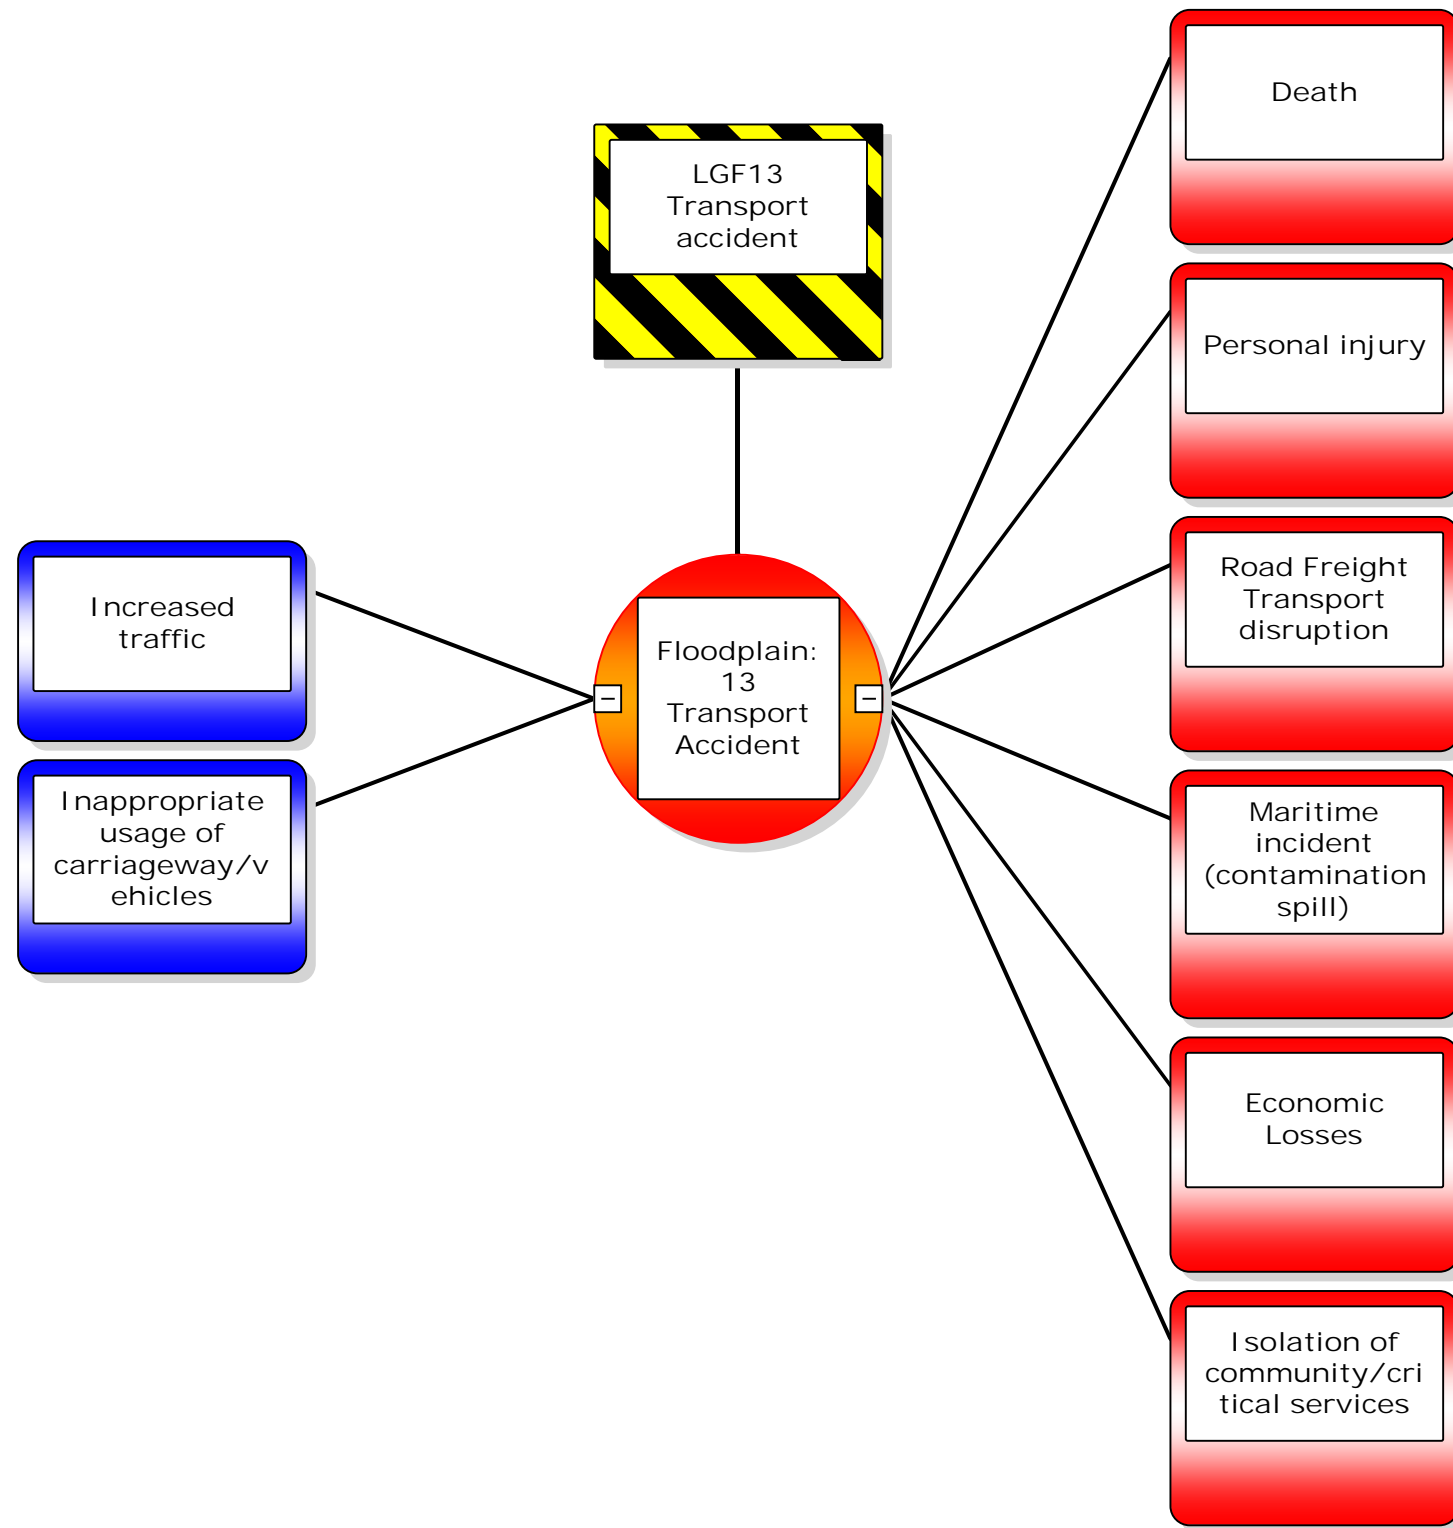 LGF13
Transport
accident
Increased
traffic
Inappropriate
usage of
carriageway/v
ehicles
Floodplain:
13
Transport
Accident
Death
Personal injury
Road Freight
Transport
disruption
Maritime
incident
(contamination
spill)
Economic
Losses
Isolation of
community/cri
tical services